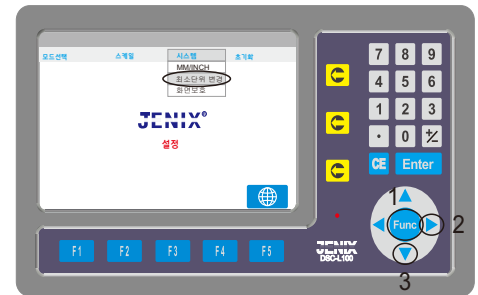 모드선택 스케일 시스템 초기화
MM/INCH
최소단위 변경
화면보호
JENIX®
설정
7 8 9
4 5 6
1 2 3
· 0 +/-
CE Enter
1
Func 2
3
F1 F2 F3 F4 F5
JENIX
DSC-L100